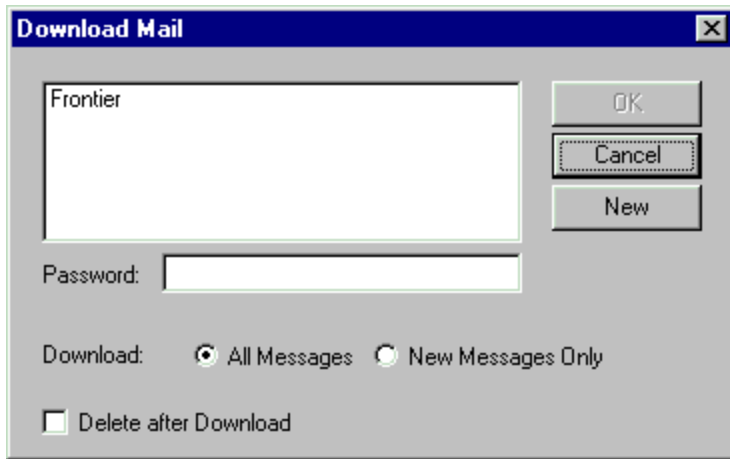 Download Mail
Frontier
OK
Cancel
New
Password:
Download: All Messages New Messages Only
Delete after Download